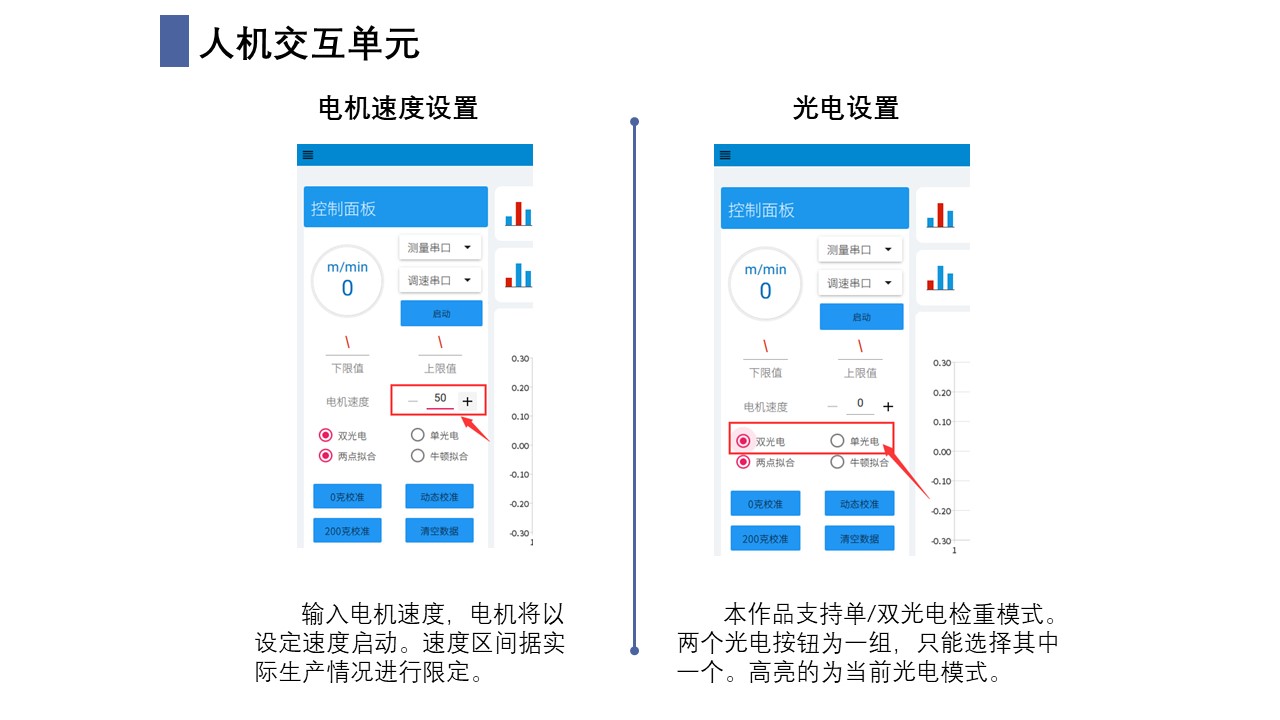 人机交互单元
电机速度设置
控制面板
m/min
0
测量串口
调速串口
启动
\
\
下限值
上限值
电机速度
— 50 +
双光电
单光电
两点拟合
牛顿拟合
0克校准
动态校准
200克校准
清空数据
0.30
0.20
0.10
0.00
-0.10
-0.20
-0.30
1
输入电机速度，电机将以
设定速度启动。速度区间据实
际生产情况进行限定。
光电设置
控制面板
m/min
0
测量串口
调速串口
启动
\
\
下限值
上限值
电机速度
— 0 +
双光电
单光电
两点拟合
牛顿拟合
0克校准
动态校准
200克校准
清空数据
0.30
0.20
0.10
0.00
-0.10
-0.20
-0.30
1
本作品支持单/双光电检重模式。
两个光电按钮为一组，只能选择其中
一个。高亮的为当前光电模式。